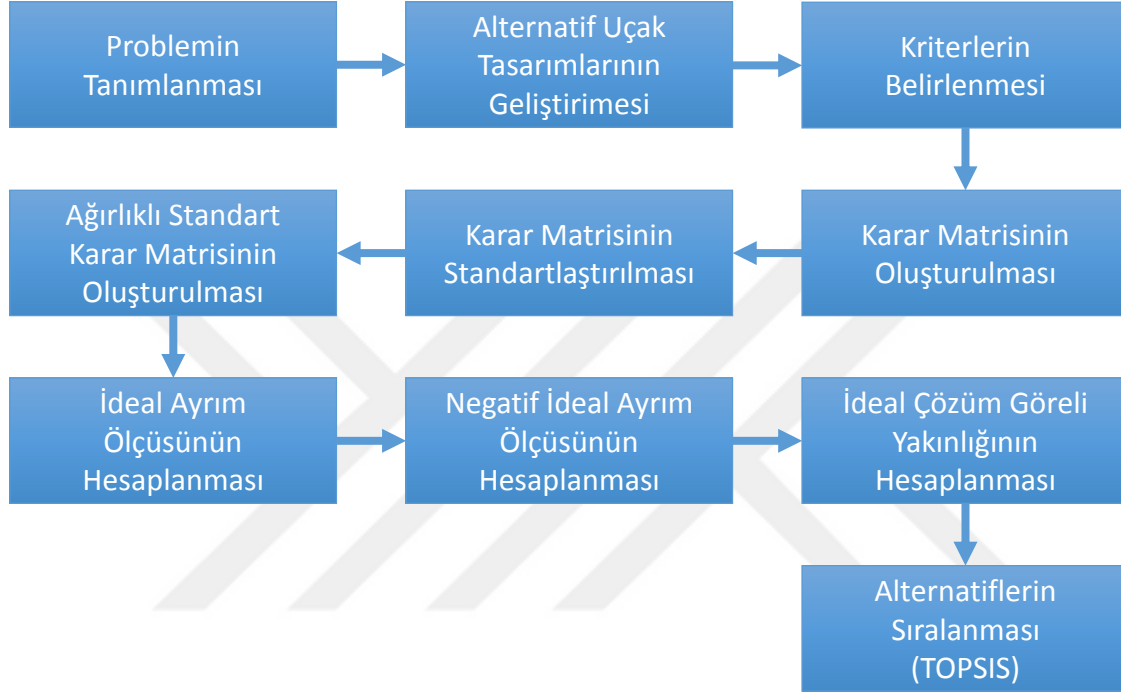 Problemin
Tanımlanması
Alternatif Uçak
Tasarımlarının
Geliştirimesi
Kriterlerin
Belirlenmesi
Ağırlıklı Standart
Karar Matrisinin
Oluşturulması
Karar Matrisinin
Standartlaştırılması
Karar Matrisinin
Oluşturulması
İdeal Ayrım
Ölçüsünün
Hesaplanması
Negatif İdeal Ayrım
Ölçüsünün
Hesaplanması
İdeal Çözüm Göreli
Yakınlığının
Hesaplanması
Alternatiflerin
Sıralanması
(TOPSIS)